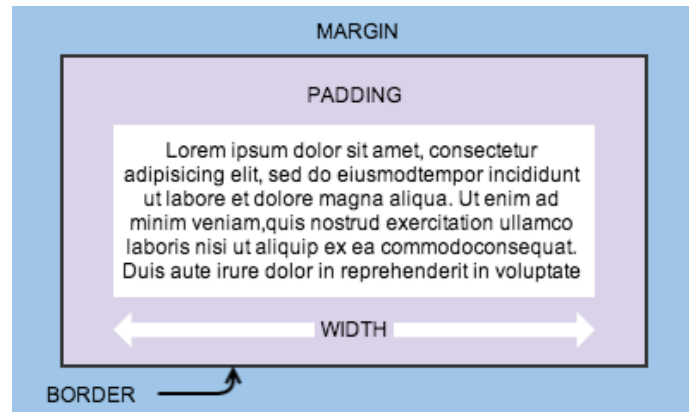 MARGIN
PADDING
Lorem ipsum dolor sit amet, consectetur
adipisicing elit, sed do eiusmodtempor incididunt
ut labore et dolore magna aliqua. Ut enim ad
minim veniam,quis nostrud exercitation ullamco
laboris nisi ut aliquip ex ea commodoconsequat.
Duis aute irure dolor in reprehenderit in voluptate
WIDTH
BORDER